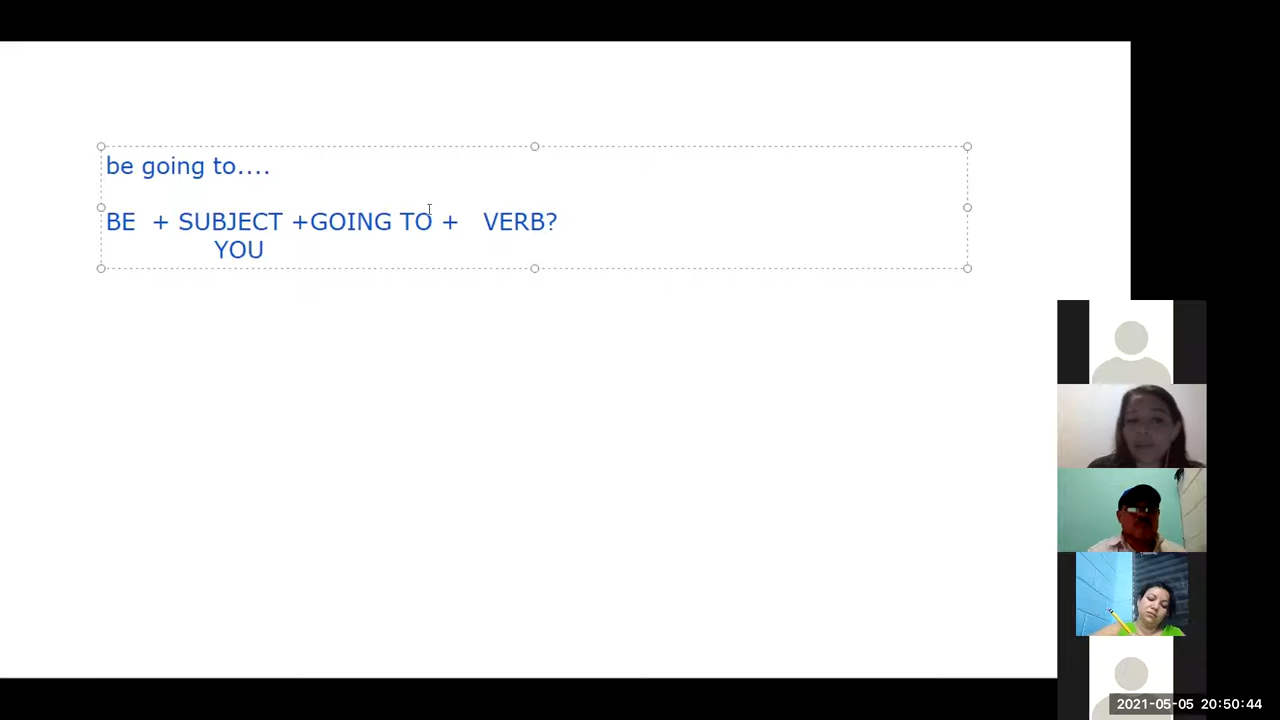 be going to....
BE + SUBJECT +GOING TO + VERB?
YOU
2021-05-05 20:50:44